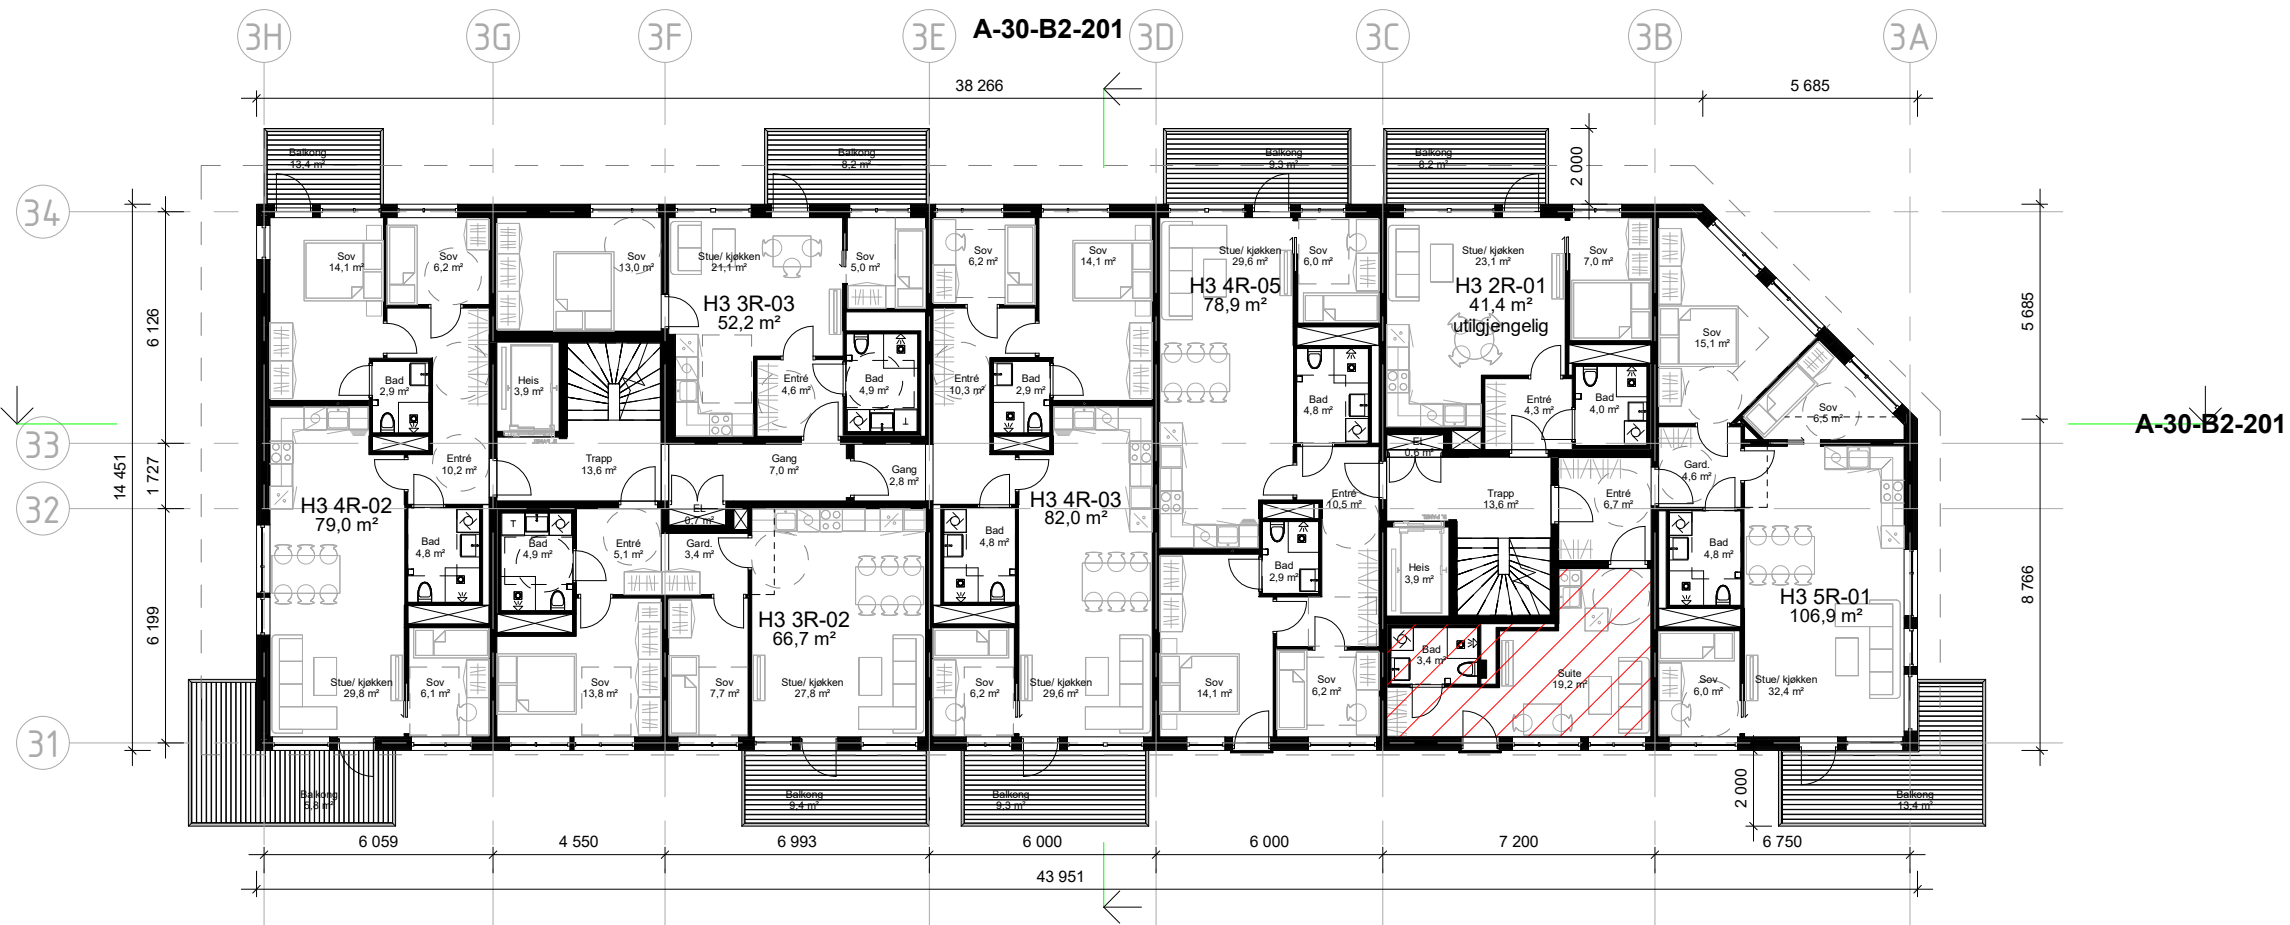 3H
3G
3F
3E
A-30-B2-201
3D
3C
3B
3A
38 266
5 685
Balkong
13,4 m²
Balkong
8,2 m²
Balkong
9,3 m²
Balkong
8,2 m²
2 000
34
33
32
31
14 451
6 126
1 727
6 199
Sov
14,1 m²
Sov
6,2 m²
Sov
13,0 m²
Stue/ kjøkken
21,1 m²
Sov
5,0 m²
Sov
6,2 m²
Sov
14,1 m²
Stue/ kjøkken
29,6 m²
Sov
6,0 m²
Stue/ kjøkken
23,1 m²
Sov
7,0 m²
H3 3R-03
52,2 m²
H3 4R-05
78,9 m²
H3 2R-01
41,4 m²
utilgjengelig
Sov
15,1 m²
5 685
Bad
2,9 m²
Heis
3,9 m²
Entré
4,6 m²
Bad
4,9 m²
Entré
10,3 m²
Bad
2,9 m²
Bad
4,8 m²
Entré
4,3 m²
Bad
4,0 m²
Sov
6,5 m²
A-30-B2-201
Entré
10,2 m²
Trapp
13,6 m²
Gang
7,0 m²
Gang
2,8 m²
EL
0,6 m²
Gard.
4,6 m²
H3 4R-02
79,0 m²
H3 4R-03
82,0 m²
Entré
10,5 m²
Trapp
13,6 m²
Entré
6,7 m²
EL
0,7 m²
Bad
4,8 m²
T
Bad
4,9 m²
Entré
5,1 m²
Gard.
3,4 m²
Bad
4,8 m²
Bad
2,9 m²
Heis
3,9 m²
Bad
4,8 m²
8 766
H3 3R-02
66,7 m²
H3 5R-01
106,9 m²
Bad
3,4 m²
Stue/ kjøkken
29,8 m²
Sov
6,1 m²
Sov
13,8 m²
Sov
7,7 m²
Stue/ kjøkken
27,8 m²
Sov
6,2 m²
Stue/ kjøkken
29,6 m²
Sov
14,1 m²
Sov
6,2 m²
Suite
19,2 m²
Sov
6,0 m²
Stue/ kjøkken
32,4 m²
Balkong
5,8 m²
Balkong
9,4 m²
Balkong
9,3 m²
2 000
Balkong
13,4 m²
6 059
4 550
6 993
6 000
6 000
7 200
6 750
43 951